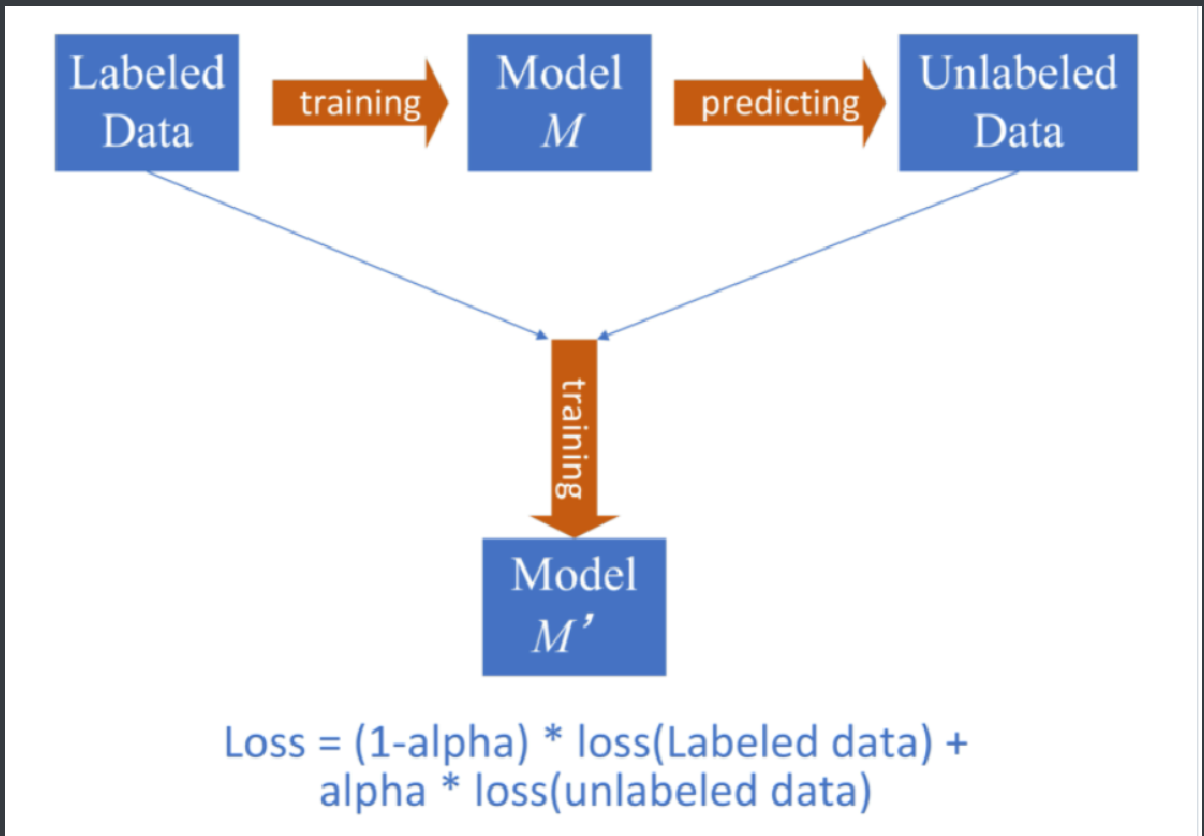 Labeled
Data
training
Model
M
predicting
Unlabeled
Data
training
Model
M’
Loss = (1-alpha) * loss(Labeled data) +
alpha * loss(unlabeled data)